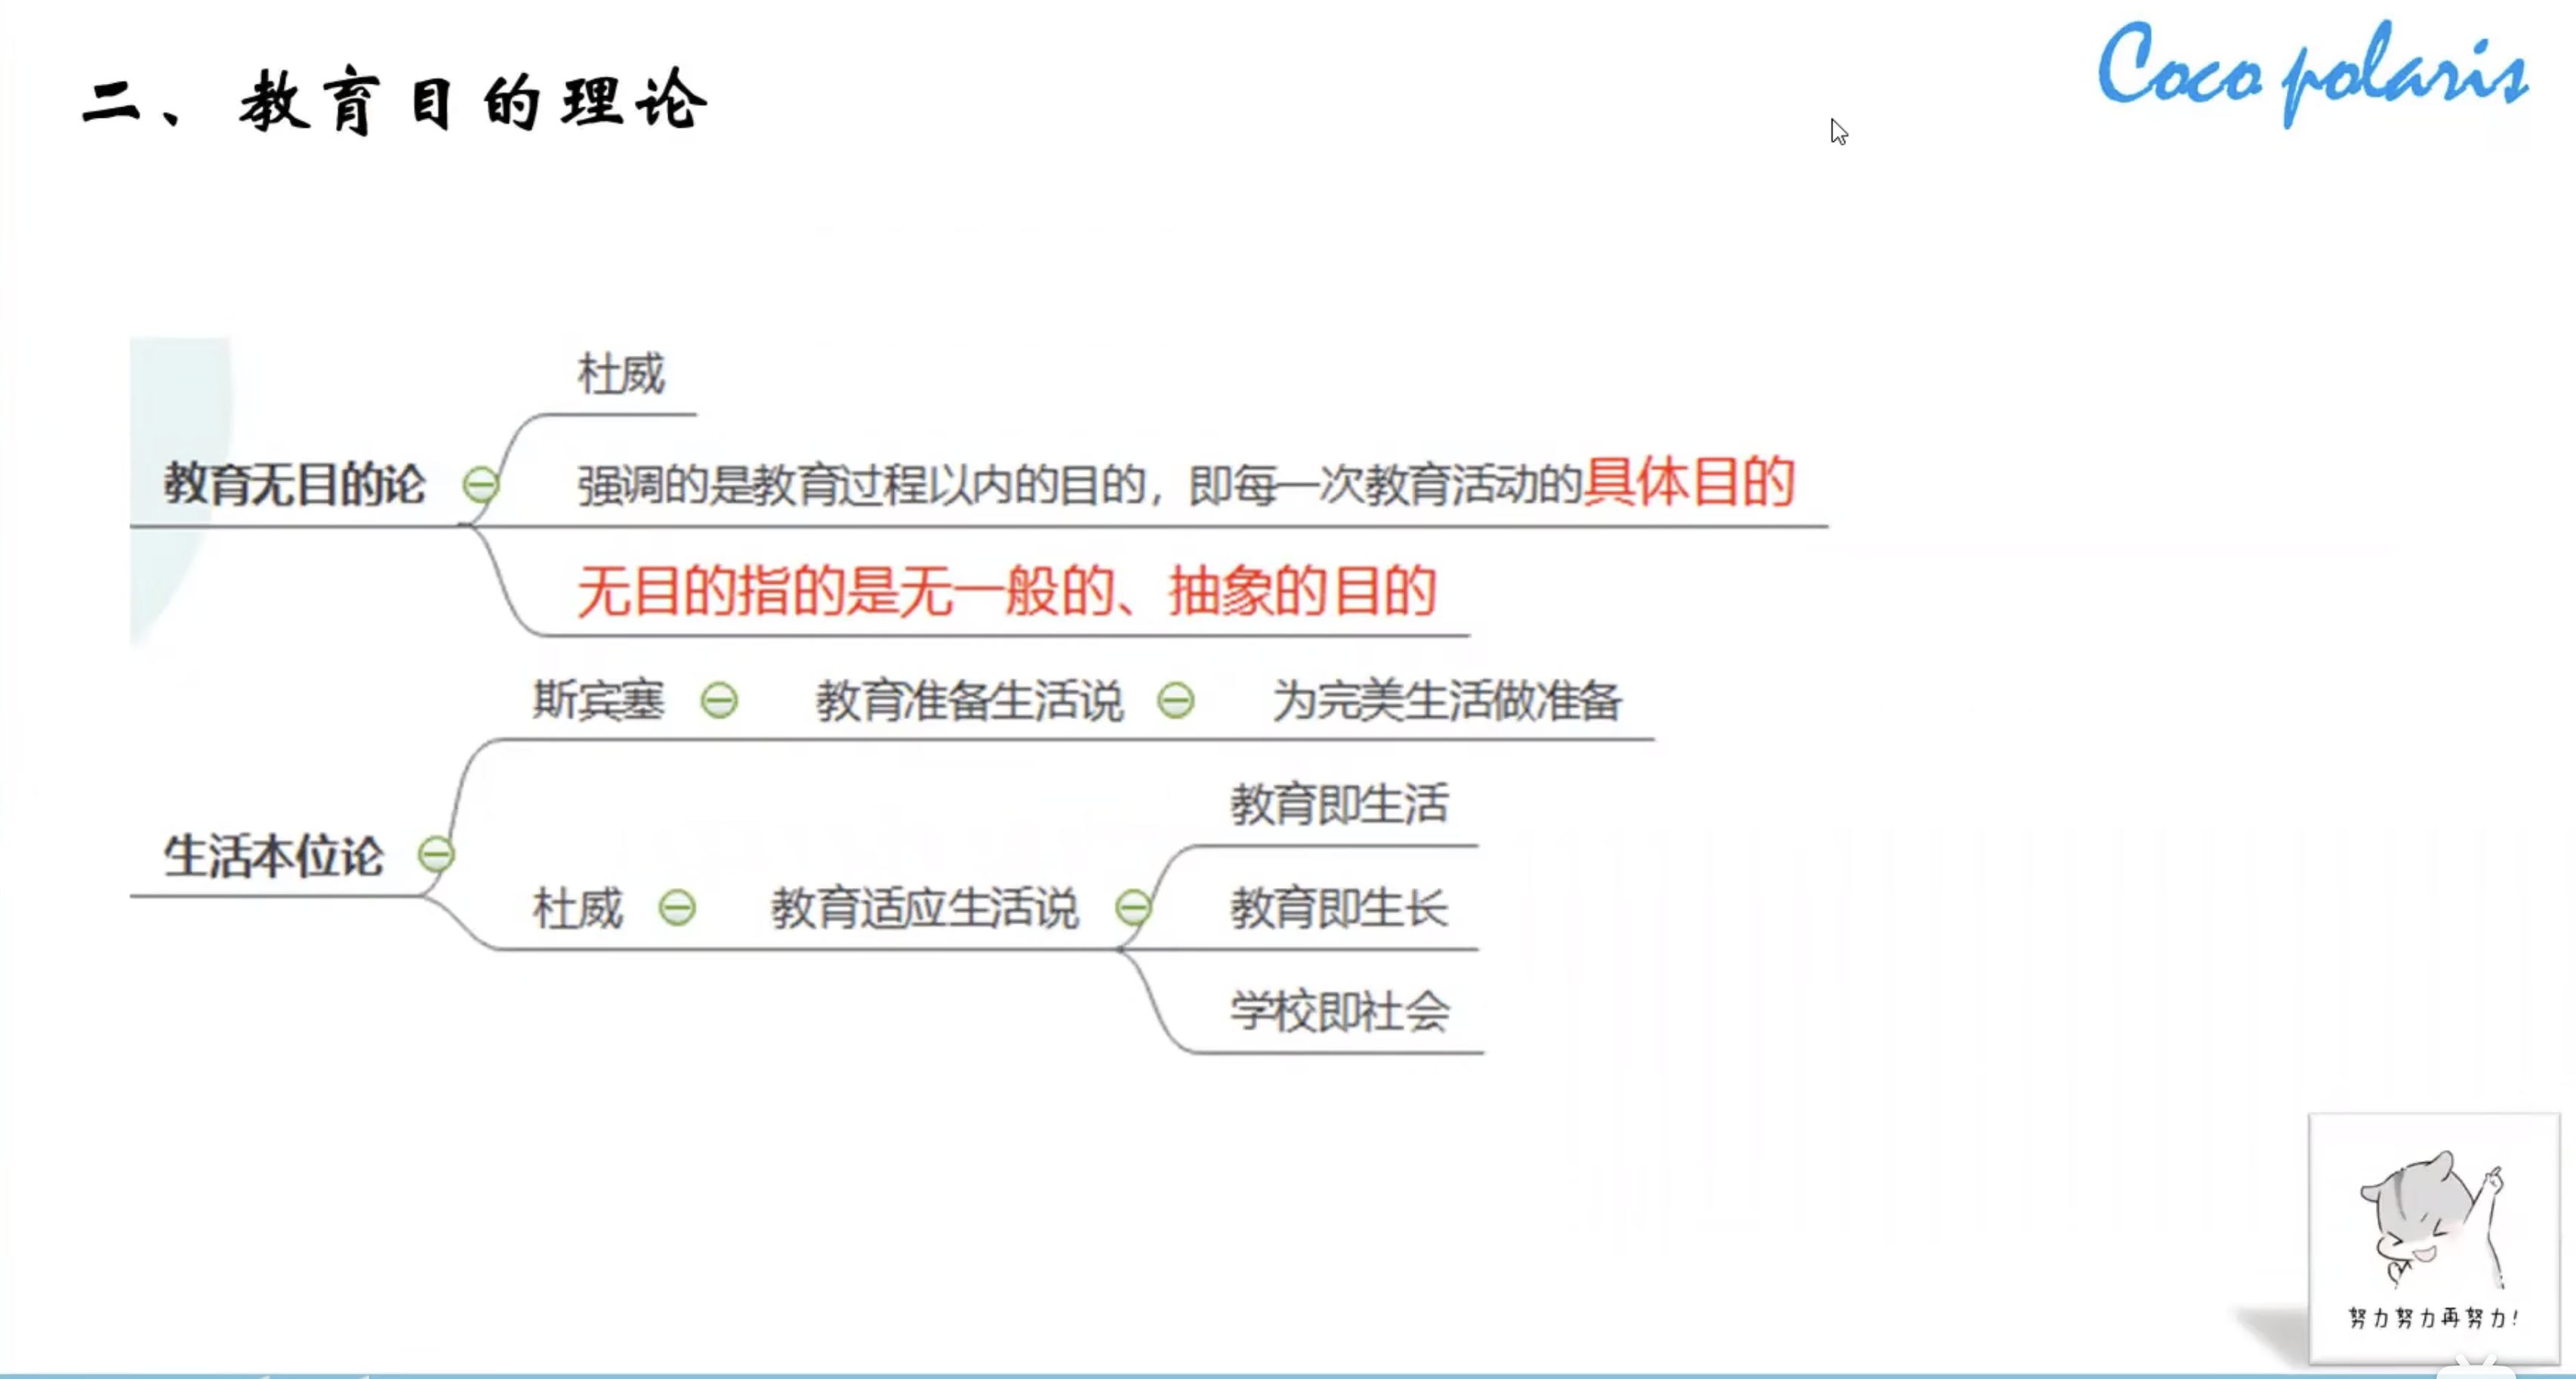 二、教育目的理论
Coco polaris
杜威
教育无目的论
强调的是教育过程以内的目的，即每一次教育活动的具体目的
无目的指的是无一般的、抽象的目的
斯宾塞 教育准备生活说 为完美生活做准备
生活本位论
杜威 教育适应生活说
教育即生活
教育即生长
学校即社会
努力努力再努力!